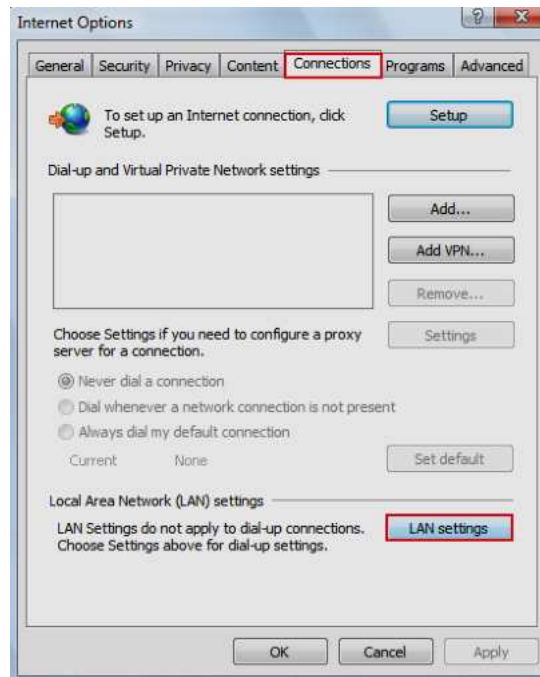 Internet Options
General Security Privacy Content Connections Programs Advanced
To set up an Internet connection, click
Setup.
Setup
Dial-up and Virtual Private Network settings
Add...
Add VPN...
Remove...
Choose Settings if you need to configure a proxy
server for a connection.
Settings
Never dial a connection
Dial whenever a network connection is not present
Always dial my default connection
Current None
Set default
Local Area Network (LAN) settings
LAN Settings do not apply to dial-up connections.
Choose Settings above for dial-up settings.
LAN settings
OK Cancel Apply